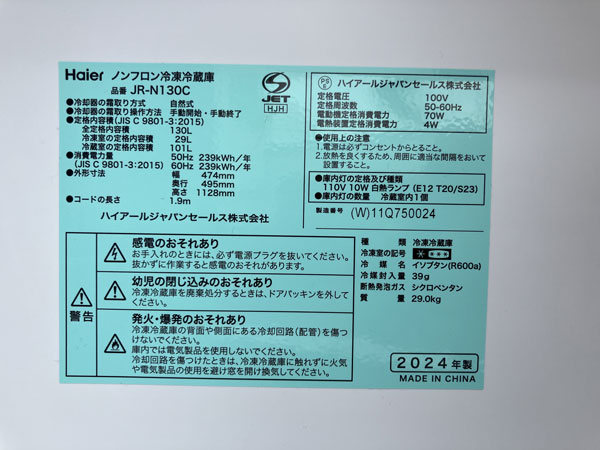 Haier ノンフロン冷凍冷蔵庫
品番 JR-N130C
JET
HJH
●冷却器の霜取り方式 自然式
●冷却器の霜取り操作方法 手動開始・手動終了
●定格内容積(JIS C 9801-3:2015)
全定格内容積 130L
冷凍室の定格内容積 29L
冷蔵室の定格内容積 101L
●消費電力量 50Hz 239kWh/年
(JIS C 9801-3:2015) 60Hz 239kWh/年
●外形寸法 幅 474mm
奥行 495mm
高さ 1128mm
●コードの長さ 1.9m
ハイアールジャパンセールス株式会社
PS
E
ハイアールジャパンセールス株式会社
定格電圧 100V
定格周波数 50-60Hz
電動機定格消費電力 70W
電熱装置定格消費電力 4W
●使用上の注意
1.電源は必ずコンセントからとること。
2.放熱を良くするため、周囲に適当な間隔をおいて
設置すること。
●庫内灯の定格及び種類
110V 10W 白熱ランプ(E12 T20/S23)
●庫内灯の数量 冷蔵室内1個
製造番号 (W)11Q750024
警告
感電のおそれあり
お手入れのときには、必ず電源プラグを抜いてください。
抜かずに作業すると感電のおそれがあります。
幼児の閉じ込みのおそれあり
冷凍冷蔵庫を廃棄処分するときは、ドアパッキンを外して
ください。
発火・爆発のおそれあり
●冷凍冷蔵庫の背面や側面にある冷却回路(配管)を傷つ
けないでください。
●庫内では電気製品を使用しないでください。
冷却回路を傷つけたときは、冷凍冷蔵庫に触れずに火気
や電気製品の使用を避け窓を開け換気してください。
種類 冷凍冷蔵庫
冷凍室の記号
冷媒名 イソブタン(R600a)
冷媒封入量 39g
断熱発泡ガス シクロペンタン
質量 29.0kg
2024年製
MADE IN CHINA